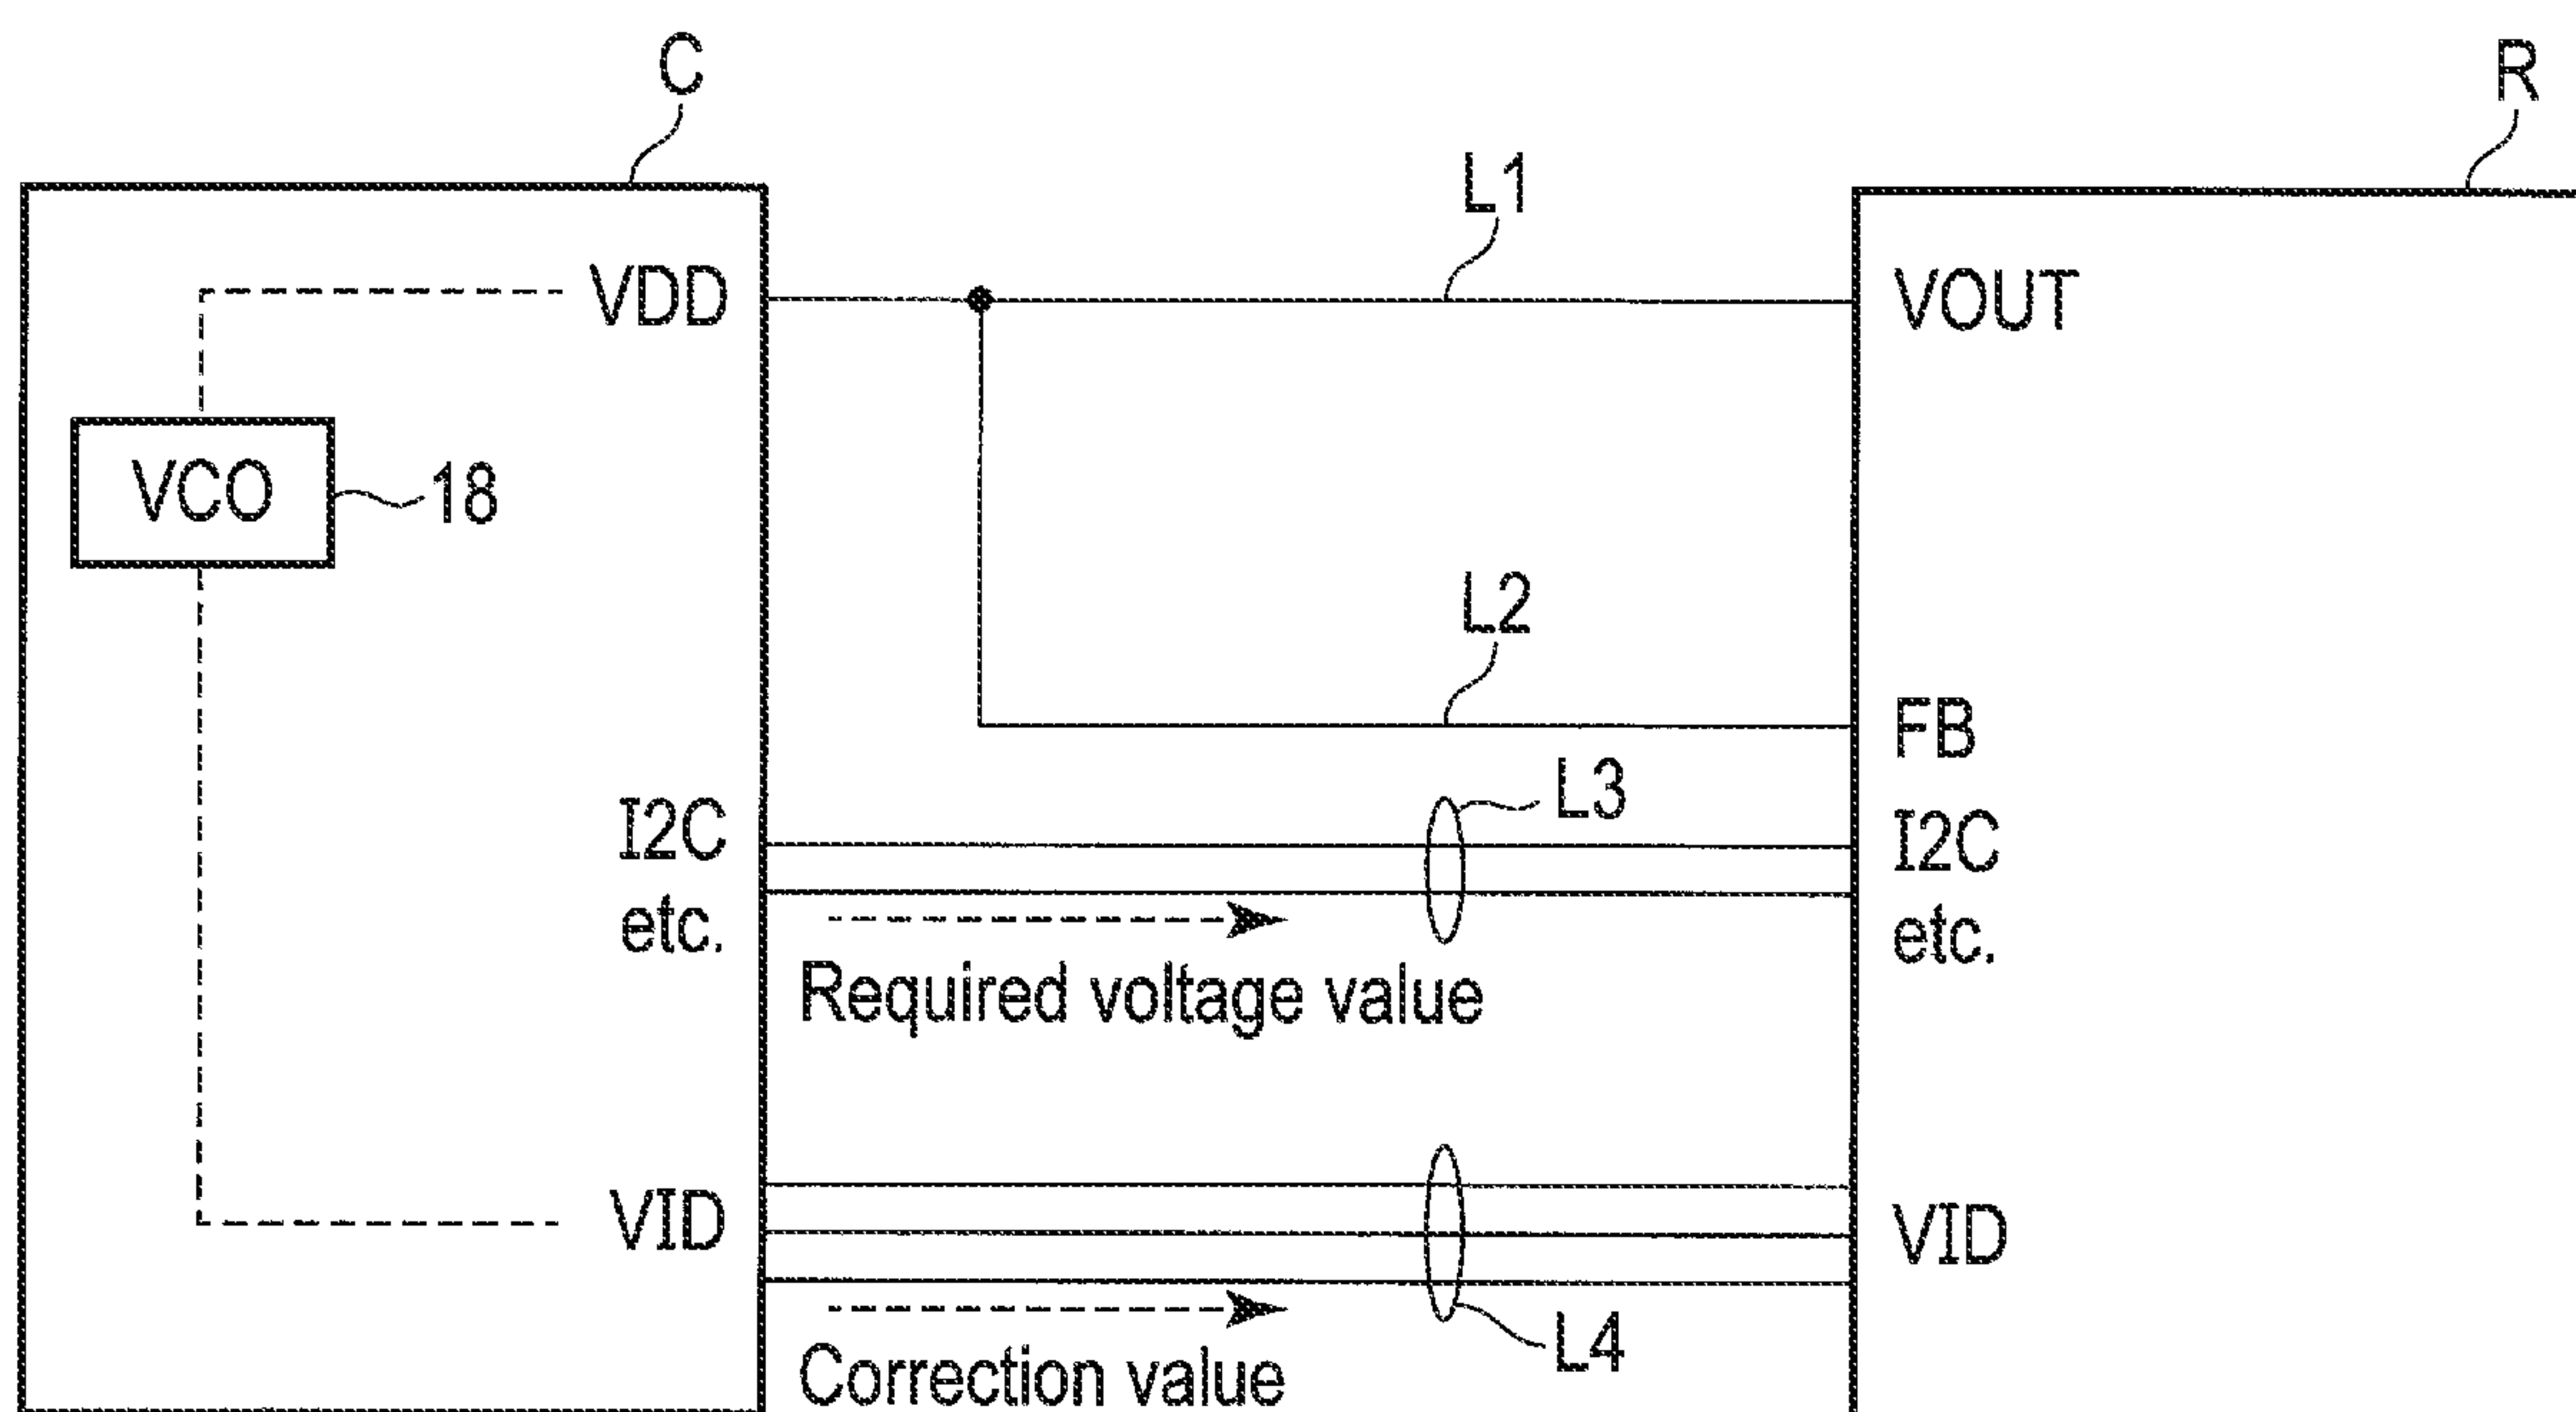 C
R
L1
VDD
VOUT
VCO
18
L2
FB
L3
I2C
etc.
I2C
etc.
Required voltage value
VID
VID
L4
Correction value